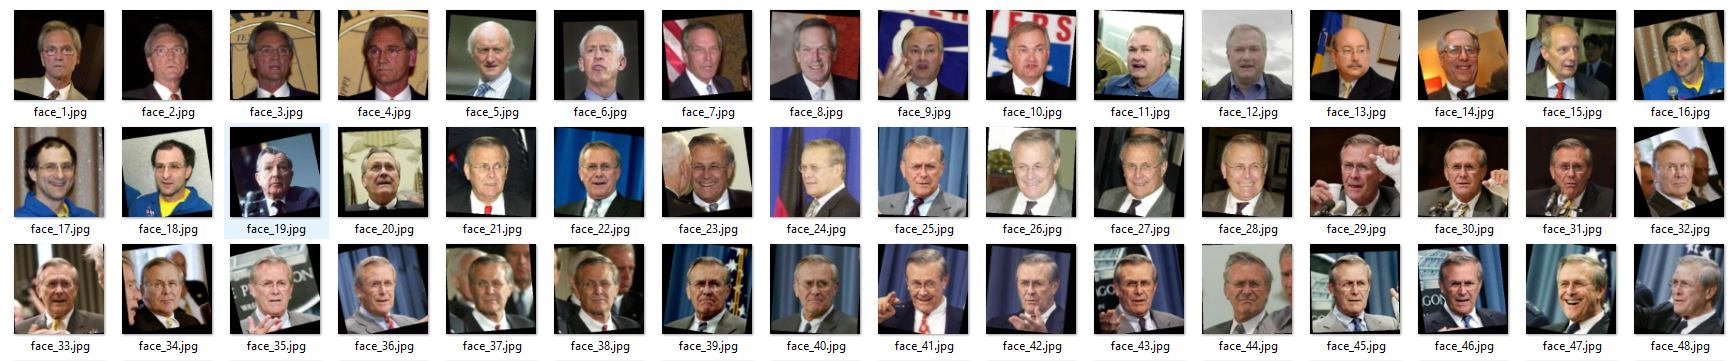 face_1.jpg face_2.jpg face_3.jpg face_4.jpg face_5.jpg face_6.jpg face_7.jpg face_8.jpg face_9.jpg face_10.jpg face_11.jpg face_12.jpg face_13.jpg face_14.jpg face_15.jpg face_16.jpg
face_17.jpg face_18.jpg face_19.jpg face_20.jpg face_21.jpg face_22.jpg face_23.jpg face_24.jpg face_25.jpg face_26.jpg face_27.jpg face_28.jpg face_29.jpg face_30.jpg face_31.jpg face_32.jpg
face_33.jpg face_34.jpg face_35.jpg face_36.jpg face_37.jpg face_38.jpg face_39.jpg face_40.jpg face_41.jpg face_42.jpg face_43.jpg face_44.jpg face_45.jpg face_46.jpg face_47.jpg face_48.jpg